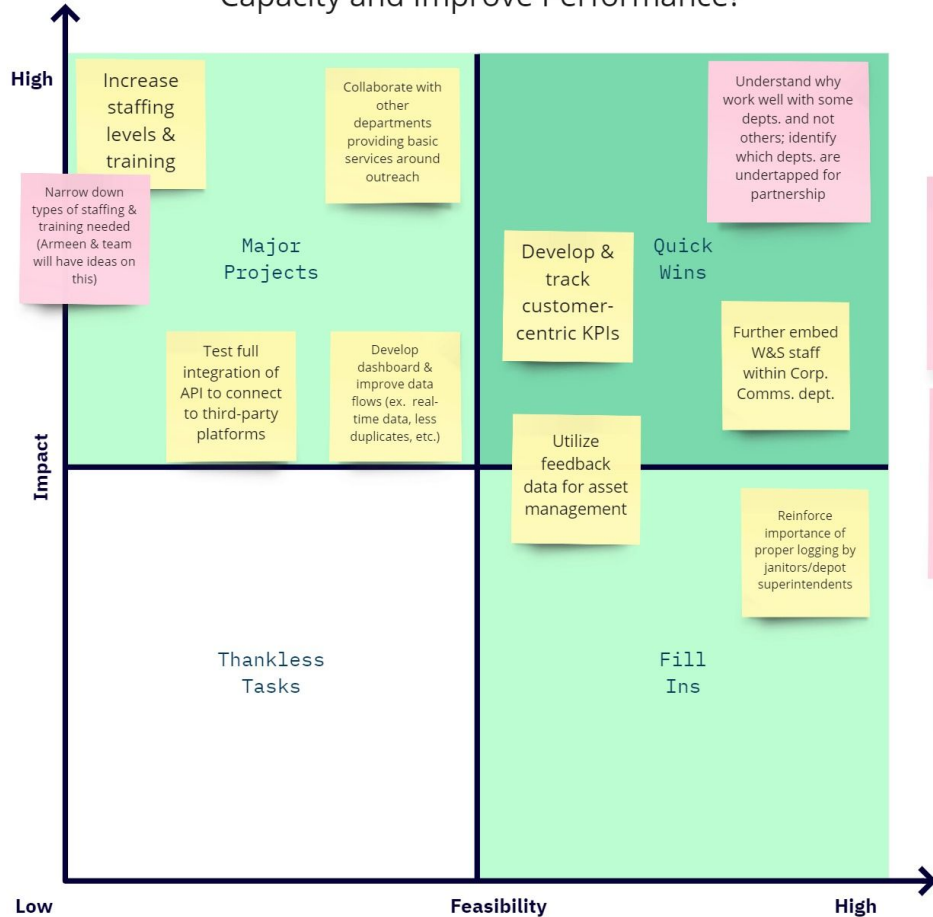 Capacity and Improve Performance?
High
Increase
staffing
levels &
training
Collaborate with
other
departments
providing basic
services around
outreach
Understand why
work well with some
depts. and not
others; identify
which depts. are
undertapped for
partnership
Narrow down
types of staffing &
training needed
(Armeen & team
will have ideas on
this)
Major
Projects
Develop &
track
customer-
centric KPIs
Quick
Wins
Test full
integration of
API to connect
to third-party
platforms
Develop
dashboard &
improve data
flows (ex. real-
time data, less
duplicates, etc.)
Further embed
W&S staff
within Corp.
Comms. dept.
Impact
Utilize
feedback
data for asset
management
Reinforce
importance of
proper logging by
janitors/depot
superintendents
Thankless
Tasks
Fill
Ins
Low
Feasibility
High